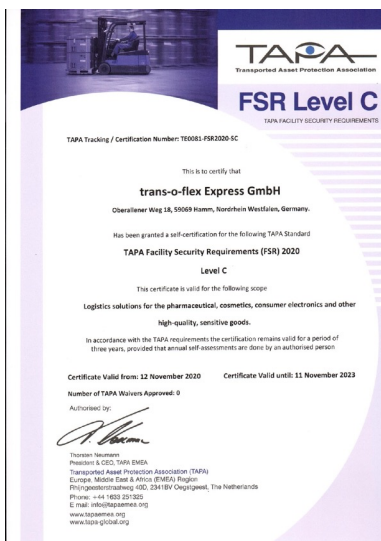 TAPA
Transported Asset Protection Association
FSR Level C
TAPA FACILITY SECURITY REQUIREMENTS
TAPA Tracking / Certification Number: TE0081-FSR2020-SC
This is to certify that
trans-o-flex Express GmbH
Oberallener Weg 18, 59069 Hamm, Nordrhein Westfalen, Germany.
Has been granted a self-certification for the following TAPA Standard
TAPA Facility Security Requirements (FSR) 2020
Level C
This certificate is valid for the following scope
Logistics solutions for the pharmaceutical, cosmetics, consumer electronics and other
high-quality, sensitive goods.
In accordance with the TAPA requirements the certification remains valid for a period of
three years, provided that annual self-assessments are done by an authorised person
Certificate Valid from: 12 November 2020 Certificate Valid until: 11 November 2023
Number of TAPA Waivers Approved: 0
Authorised by:
Thorsten Neumann
President & CEO, TAPA EMEA
Transported Asset Protection Association (TAPA)
Europe, Middle East & Africa (EMEA) Region
Rhijngeesterstraatweg 40D, 2341BV Oegstgeest, The Netherlands
Phone: +44 1633 251325
E mail: info@tapaemea.org
www.tapaemea.org
www.tapa-global.org